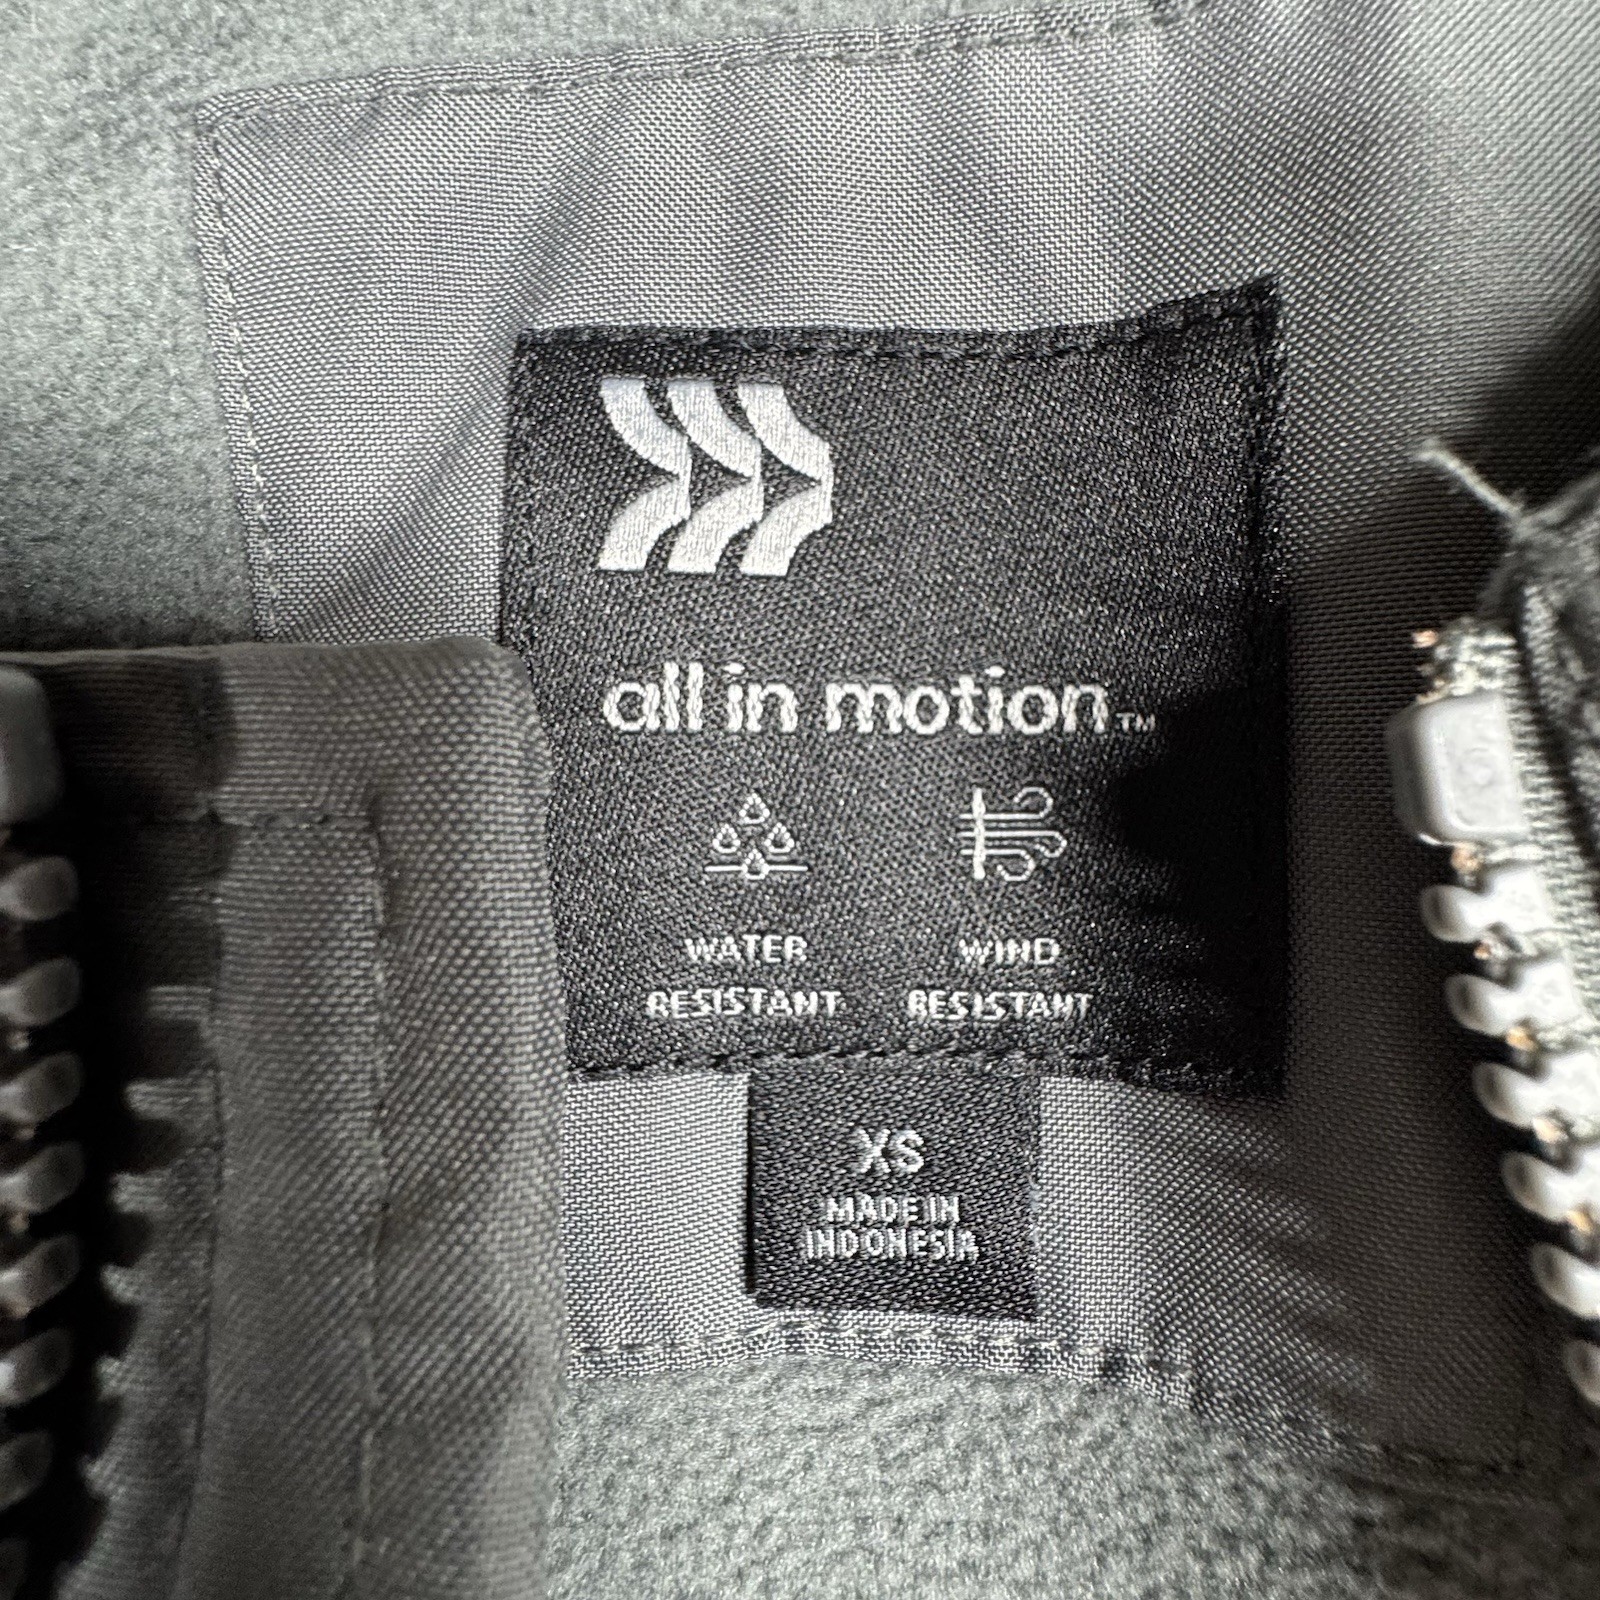 all in motion™
WATER RESISTANT
WIND RESISTANT
XS
MADE IN
INDONESIA